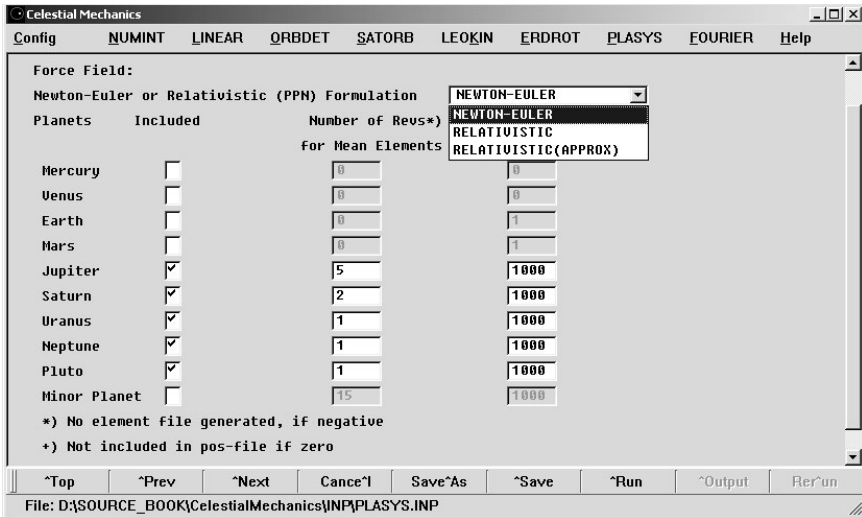 Celestial Mechanics
Config NUMINT LINEAR ORBDET SATORB LEOKIN ERDROT PLASYS FOURIER Help
Force Field:
Newton-Euler or Relativistic (PPN) Formulation NEWTON-EULER
Planets Included Number of Revs*) NEWTON-EULER
RELATIVISTIC
for Mean Elements RELATIVISTIC(APPROX)
Mercury 0 0
Venus 0 0
Earth 0 1
Mars 0 1
Jupiter 5 1000
Saturn 2 1000
Uranus 1 1000
Neptune 1 1000
Pluto 1 1000
Minor Planet 15 1000
*) No element file generated, if negative
+) Not included in pos-file if zero
^Top ^Prev ^Next Cance^l Save^As ^Save ^Run ^Output Rer^un
File: D:\SOURCE_BOOK\CelestialMechanics\INP\PLASYS.INP